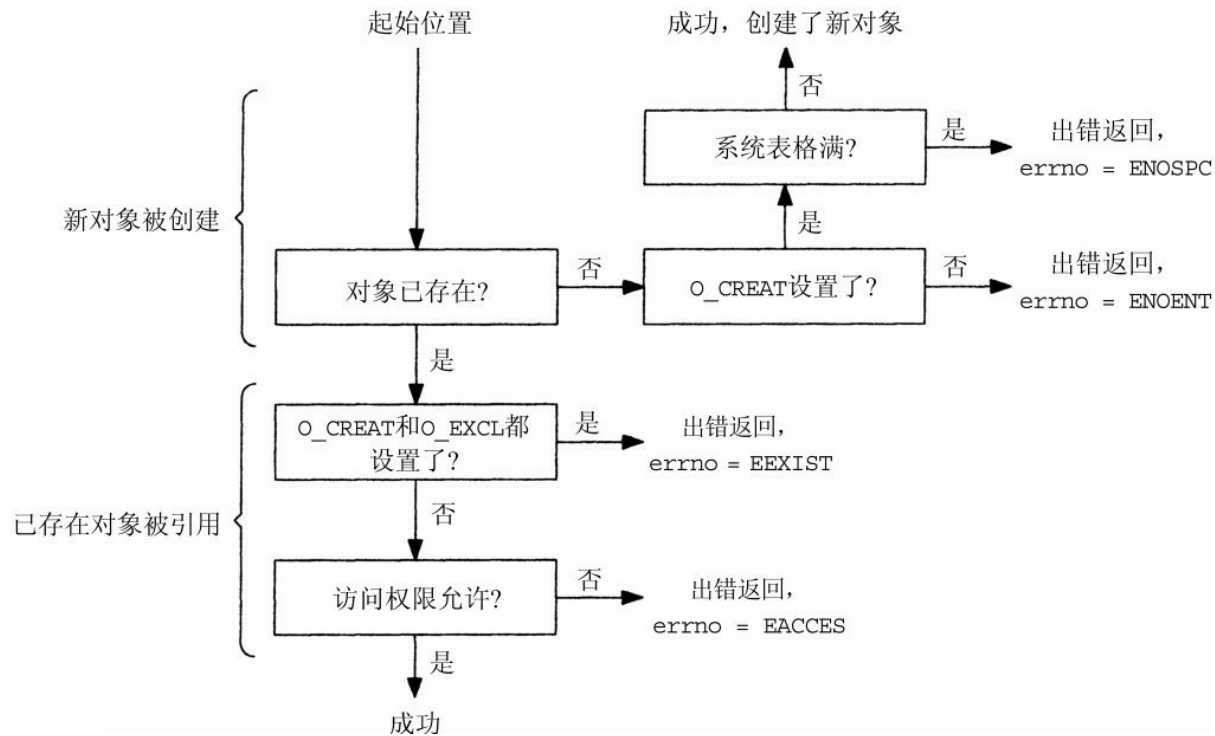 起始位置
成功，创建了新对象
否
系统表格满？
是
出错返回，
errno = ENOSPC
新对象被创建
是
对象已存在？
否
O_CREAT设置了？
否
出错返回，
errno = ENOENT
是
O_CREAT和O_EXCL都
设置了？
是
出错返回，
errno = EEXIST
已存在对象被引用
否
访问权限允许？
否
出错返回，
errno = EACCES
是
成功